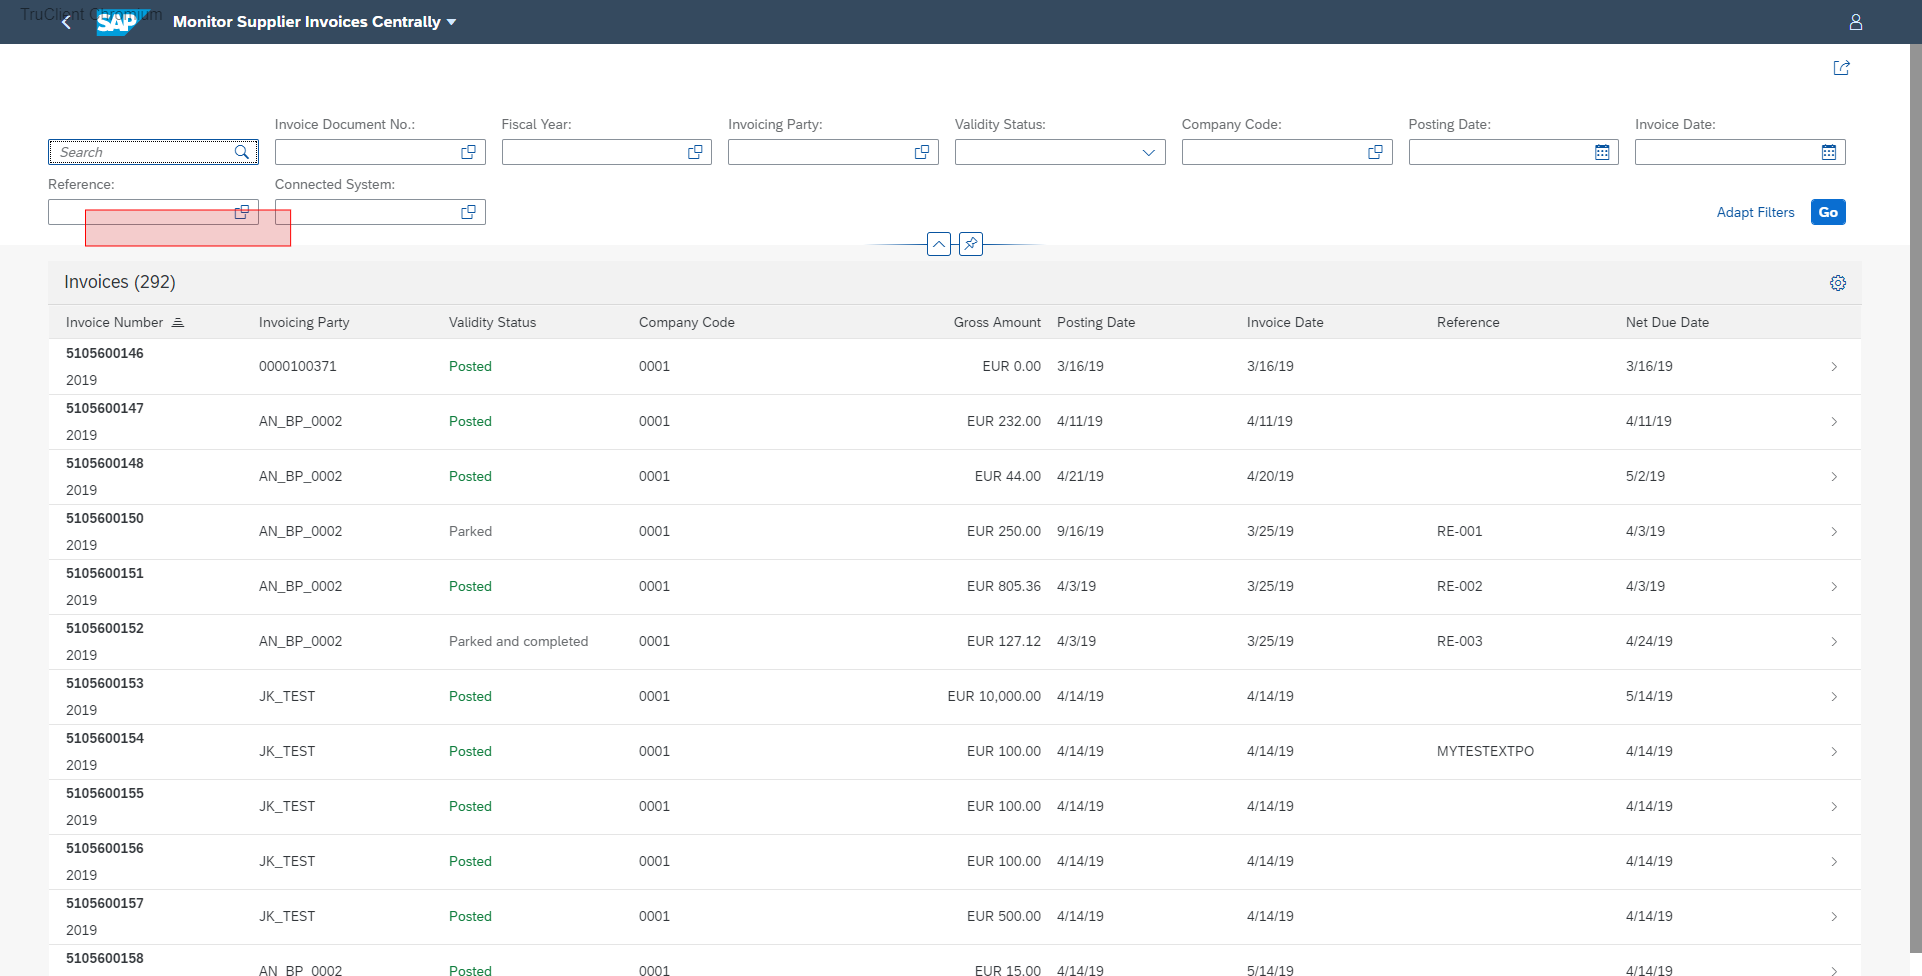 TruClient Chromium
SAP Monitor Supplier Invoices Centrally
Invoice Document No.: Fiscal Year: Invoicing Party: Validity Status: Company Code: Posting Date: Invoice Date:
Search
Reference: Connected System:
Adapt Filters Go
Invoices (292)
Invoice Number Invoicing Party Validity Status Company Code Gross Amount Posting Date Invoice Date Reference Net Due Date
5105600146
0000100371 Posted 0001 EUR 0.00 3/16/19 3/16/19 3/16/19
2019
5105600147
AN_BP_0002 Posted 0001 EUR 232.00 4/11/19 4/11/19 4/11/19
2019
5105600148
AN_BP_0002 Posted 0001 EUR 44.00 4/21/19 4/20/19 5/2/19
2019
5105600150
AN_BP_0002 Parked 0001 EUR 250.00 9/16/19 3/25/19 RE-001 4/3/19
2019
5105600151
AN_BP_0002 Posted 0001 EUR 805.36 4/3/19 3/25/19 RE-002 4/3/19
2019
5105600152
AN_BP_0002 Parked and completed 0001 EUR 127.12 4/3/19 3/25/19 RE-003 4/24/19
2019
5105600153
JK_TEST Posted 0001 EUR 10,000.00 4/14/19 4/14/19 5/14/19
2019
5105600154
JK_TEST Posted 0001 EUR 100.00 4/14/19 4/14/19 MYTESTEXTPO 4/14/19
2019
5105600155
JK_TEST Posted 0001 EUR 100.00 4/14/19 4/14/19 4/14/19
2019
5105600156
JK_TEST Posted 0001 EUR 100.00 4/14/19 4/14/19 4/14/19
2019
5105600157
JK_TEST Posted 0001 EUR 500.00 4/14/19 4/14/19 4/14/19
2019
5105600158
AN_BP_0002 Posted 0001 EUR 15.00 4/14/19 5/14/19 4/14/19